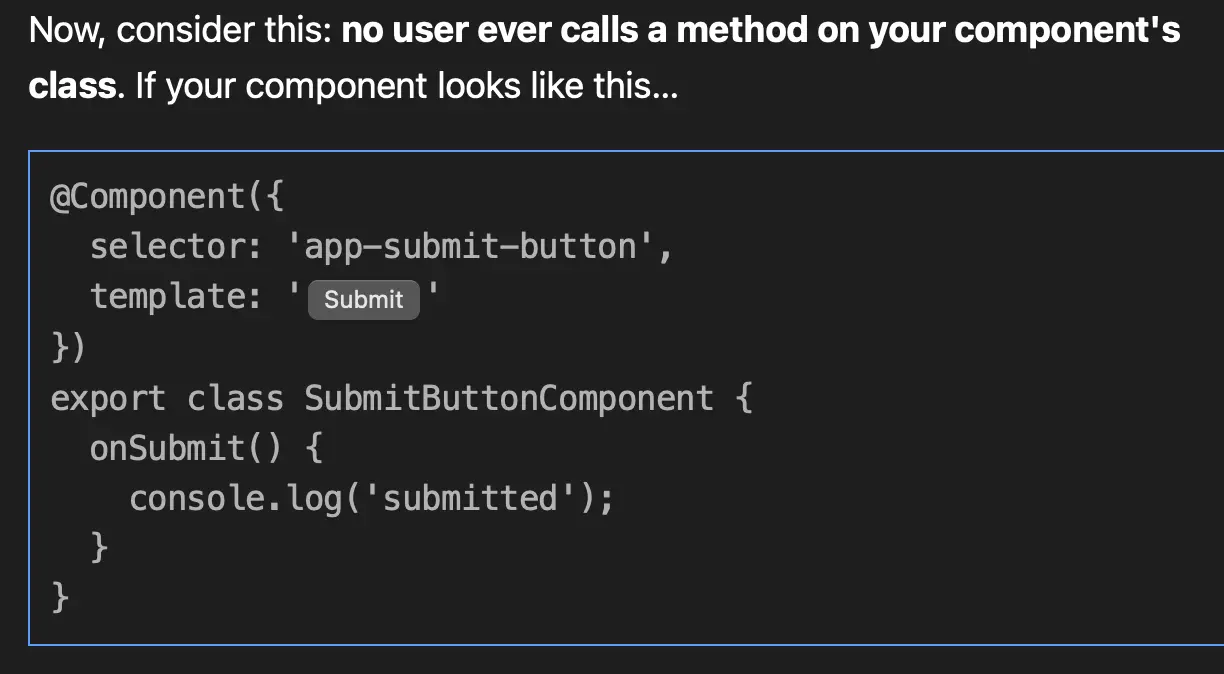 Now, consider this: no user ever calls a method on your component's
class. If your component looks like this...
@Component({
  selector: 'app-submit-button',
  template: ' Submit '
})
export class SubmitButtonComponent {
  onSubmit() {
    console.log('submitted');
  }
}